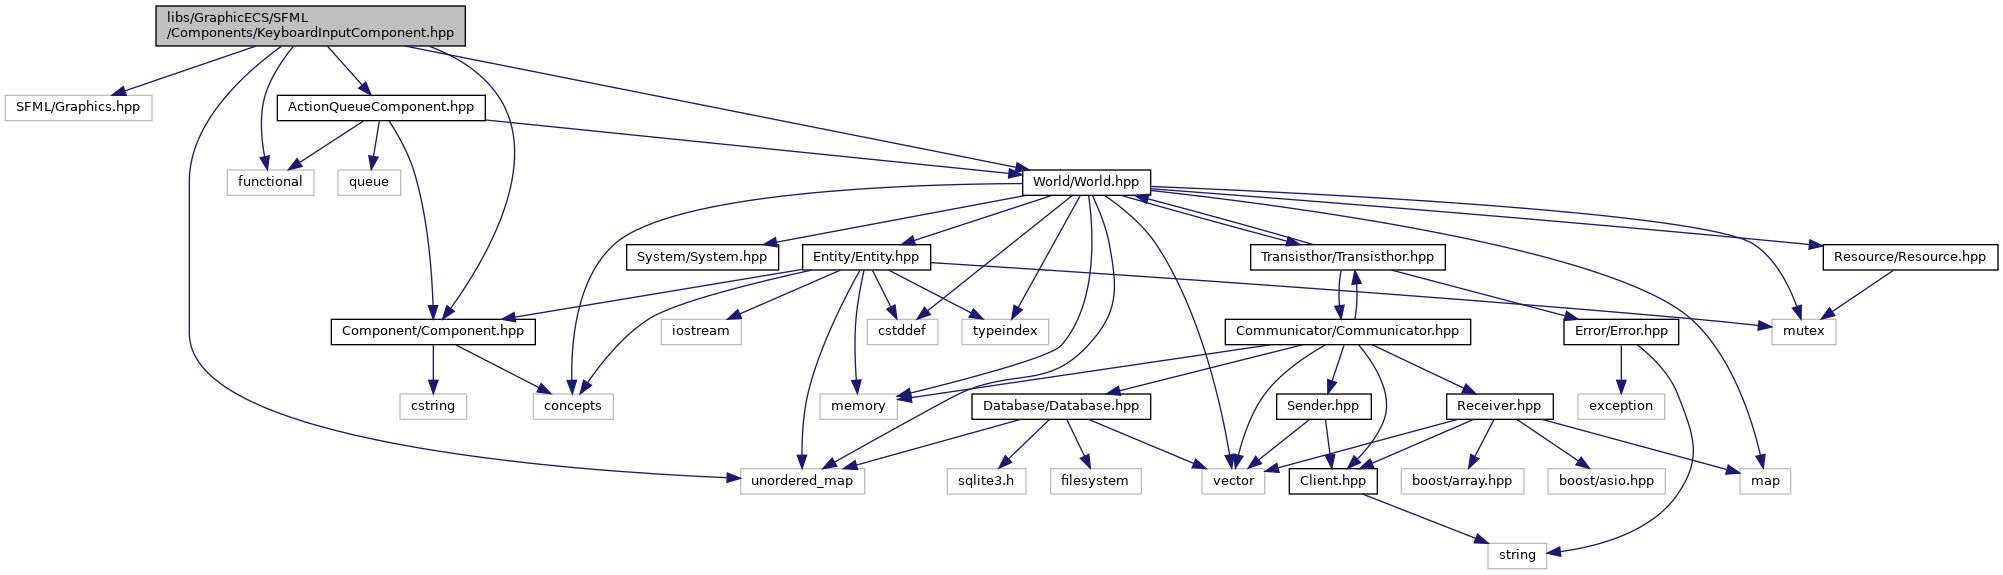 libs/GraphicECS/SFML
/Components/KeyboardInputComponent.hpp
SFML/Graphics.hpp
ActionQueueComponent.hpp
functional
queue
World/World.hpp
System/System.hpp
Entity/Entity.hpp
Transisthor/Transisthor.hpp
Resource/Resource.hpp
Component/Component.hpp
iostream
cstddef
typeindex
Communicator/Communicator.hpp
Error/Error.hpp
mutex
cstring
concepts
memory
Database/Database.hpp
Sender.hpp
Receiver.hpp
exception
unordered_map
sqlite3.h
filesystem
vector
Client.hpp
boost/array.hpp
boost/asio.hpp
map
string